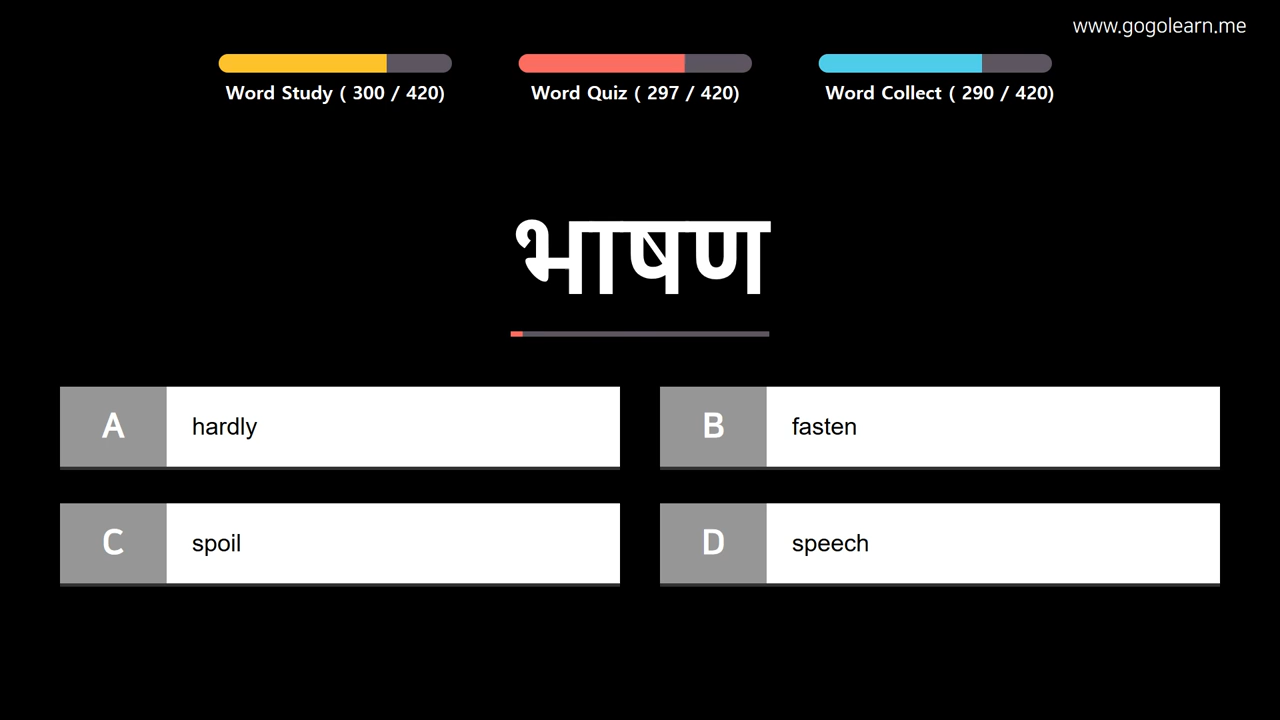 www.gogolearn.me
Word Study ( 300 / 420)
Word Quiz ( 297 / 420)
Word Collect ( 290 / 420)
भाषण
A hardly
B fasten
C spoil
D speech